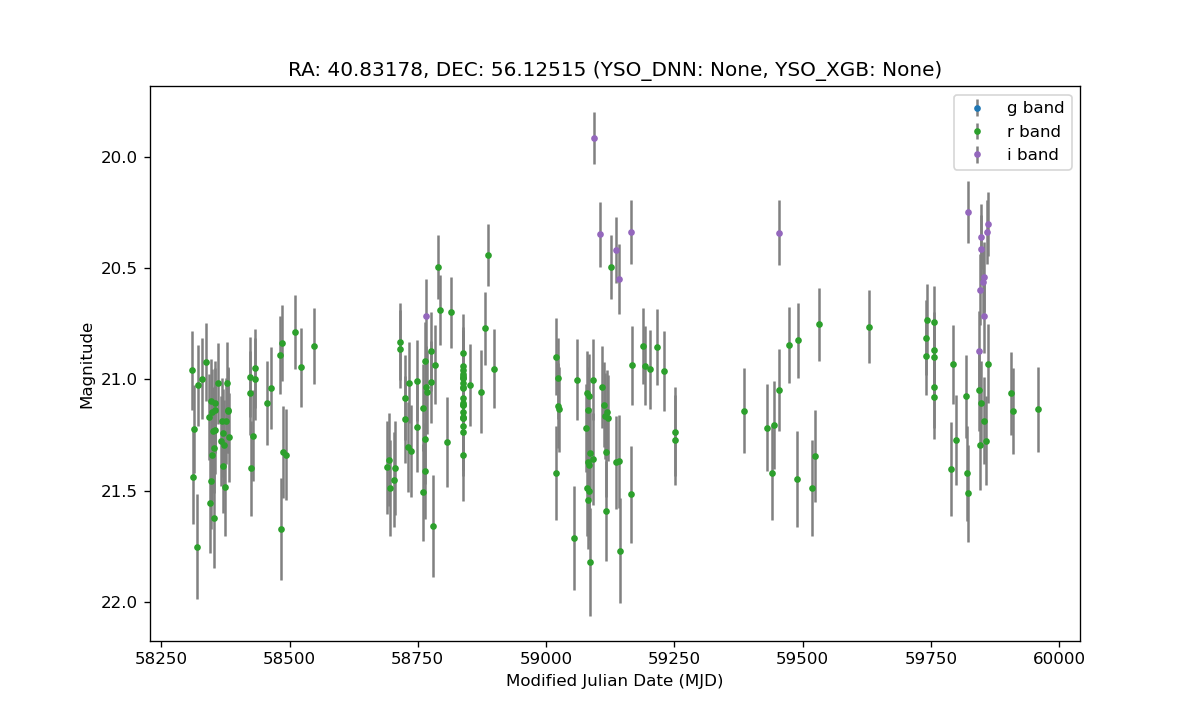 RA: 40.83178, DEC: 56.12515 (YSO_DNN: None, YSO_XGB: None)
g band
r band
i band
20.0
20.5
21.0
21.5
22.0
Magnitude
58250 58500 58750 59000 59250 59500 59750 60000
Modified Julian Date (MJD)